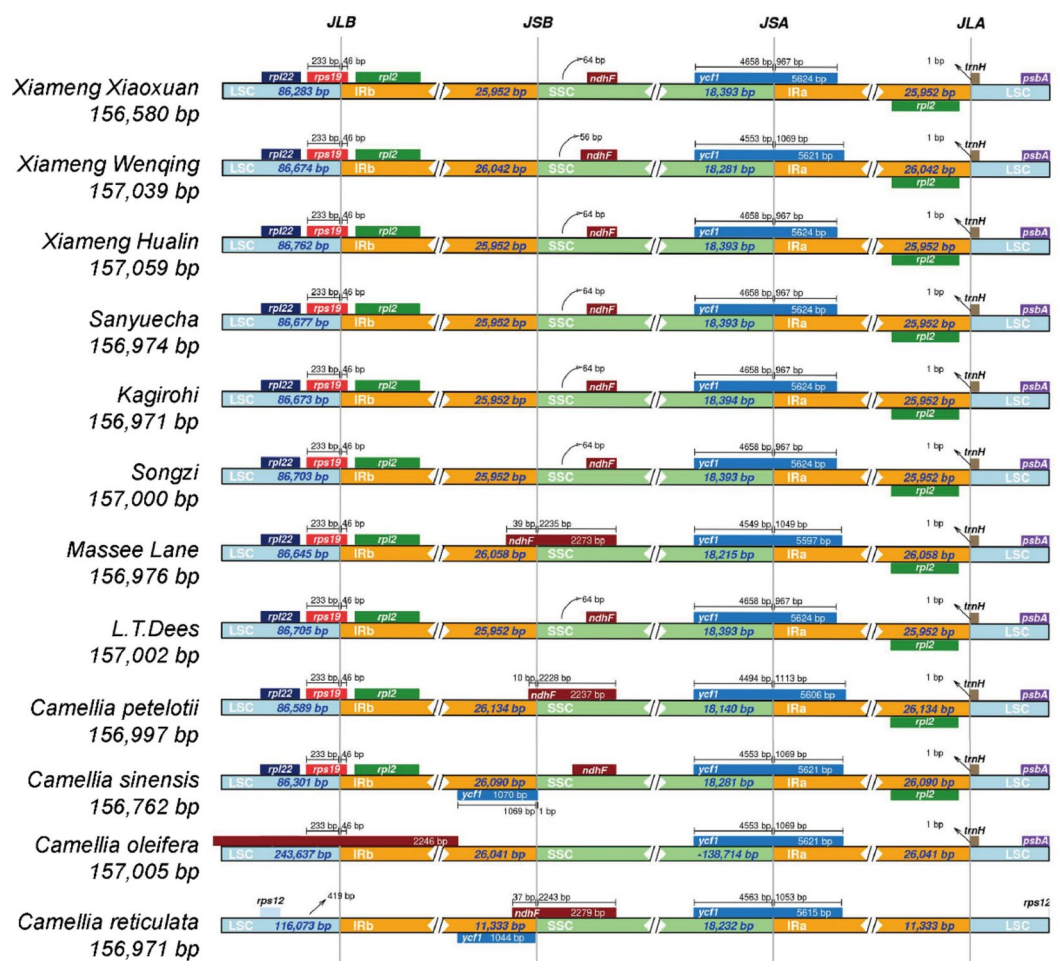 JLB JSB JSA JLA
233 bp 46 bp 64 bp 4658 bp 967 bp 1 bp trnH
rpl22 rps19 rpl2 ndhF ycf1 5624 bp psbA
Xiameng Xiaoxuan LSC 86,283 bp IRb 25,952 bp SSC 18,393 bp IRa 25,952 bp LSC
156,580 bp rpl2
233 bp 46 bp 56 bp 4553 bp 1069 bp 1 bp trnH
rpl22 rps19 rpl2 ndhF ycf1 5621 bp psbA
Xiameng Wenqing LSC 86,674 bp IRb 26,042 bp SSC 18,281 bp IRa 26,042 bp LSC
157,039 bp rpl2
233 bp 46 bp 64 bp 4658 bp 967 bp 1 bp trnH
rpl22 rps19 rpl2 ndhF ycf1 5624 bp psbA
Xiameng Hualin LSC 86,762 bp IRb 25,952 bp SSC 18,393 bp IRa 25,952 bp LSC
157,059 bp rpl2
233 bp 46 bp 64 bp 4658 bp 967 bp 1 bp trnH
rpl22 rps19 rpl2 ndhF ycf1 5624 bp psbA
Sanyuecha LSC 86,677 bp IRb 25,952 bp SSC 18,393 bp IRa 25,952 bp LSC
156,974 bp rpl2
233 bp 46 bp 64 bp 4658 bp 967 bp 1 bp trnH
rpl22 rps19 rpl2 ndhF ycf1 5624 bp psbA
Kagirohi LSC 86,673 bp IRb 25,952 bp SSC 18,394 bp IRa 25,952 bp LSC
156,971 bp rpl2
233 bp 46 bp 64 bp 4658 bp 967 bp 1 bp trnH
rpl22 rps19 rpl2 ndhF ycf1 5624 bp psbA
Songzi LSC 86,703 bp IRb 25,952 bp SSC 18,393 bp IRa 25,952 bp LSC
157,000 bp rpl2
233 bp 46 bp 39 bp 2235 bp 4549 bp 1049 bp 1 bp trnH
rpl22 rps19 rpl2 ndhF 2273 bp ycf1 5597 bp psbA
Massee Lane LSC 86,645 bp IRb 26,058 bp SSC 18,215 bp IRa 26,058 bp LSC
156,976 bp rpl2
233 bp 46 bp 64 bp 4658 bp 967 bp 1 bp trnH
rpl22 rps19 rpl2 ndhF ycf1 5624 bp psbA
L.T.Dees LSC 86,705 bp IRb 25,952 bp SSC 18,393 bp IRa 25,952 bp LSC
157,002 bp rpl2
233 bp 46 bp 10 bp 2228 bp 4494 bp 1113 bp 1 bp trnH
rpl22 rps19 rpl2 ndhF 2237 bp ycf1 5606 bp psbA
Camellia petelotii LSC 86,589 bp IRb 26,134 bp SSC 18,140 bp IRa 26,134 bp LSC
156,997 bp rpl2
233 bp 46 bp 4553 bp 1069 bp 1 bp trnH
rpl22 rps19 rpl2 ndhF ycf1 5621 bp psbA
Camellia sinensis LSC 86,301 bp IRb 26,090 bp SSC 18,281 bp IRa 26,090 bp LSC
156,762 bp ycf1 1070 bp rpl2
1069 bp 1 bp
233 bp 46 bp 4553 bp 1069 bp 1 bp trnH
2246 bp ycf1 5621 bp psbA
Camellia oleifera LSC 243,637 bp IRb 26,041 bp SSC -138,714 bp IRa 26,041 bp LSC
157,005 bp
419 bp 37 bp 2243 bp 4563 bp 1053 bp
rps12 ndhF 2279 bp ycf1 5615 bp rps12
Camellia reticulata LSC 116,073 bp IRb 11,333 bp SSC 18,232 bp IRa 11,333 bp LSC
156,971 bp ycf1 1044 bp